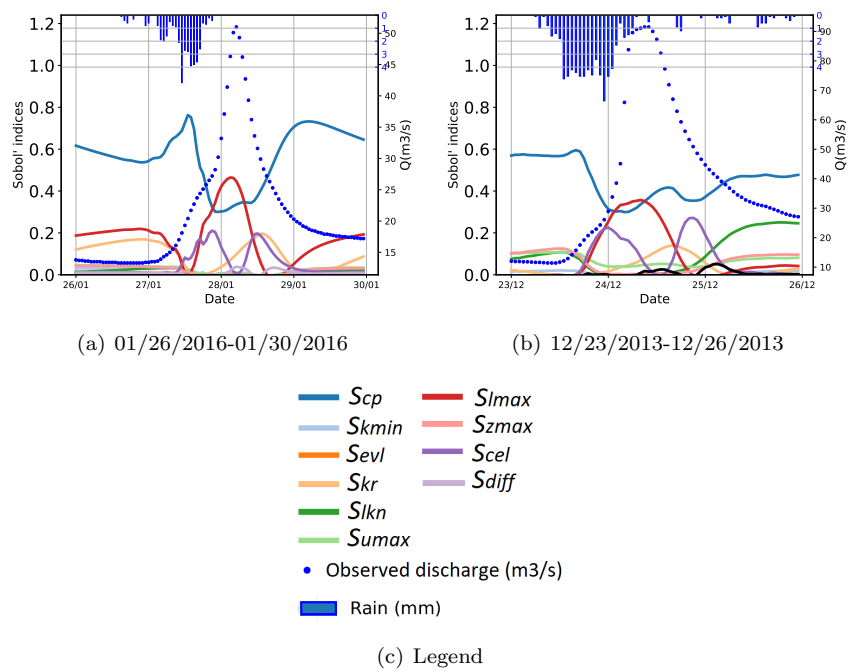 1.2
1.0
0.8
0.6
0.4
0.2
0.0
Sobol' indices
26/01
27/01
28/01
29/01
30/01
Date
0
1
2
3
4
50
45
40
35
30
25
20
15
Q(m3/s)
(a) 01/26/2016-01/30/2016
1.2
1.0
0.8
0.6
0.4
0.2
0.0
Sobol' indices
23/12
24/12
25/12
26/12
Date
0
1
2
3
4
90
80
70
60
50
40
30
20
10
Q(m3/s)
(b) 12/23/2013-12/26/2013
Scp
Skmin
Sevl
Skr
Slkn
Sumax
Slmax
Szmax
Scel
Sdiff
Observed discharge (m3/s)
Rain (mm)
(c) Legend